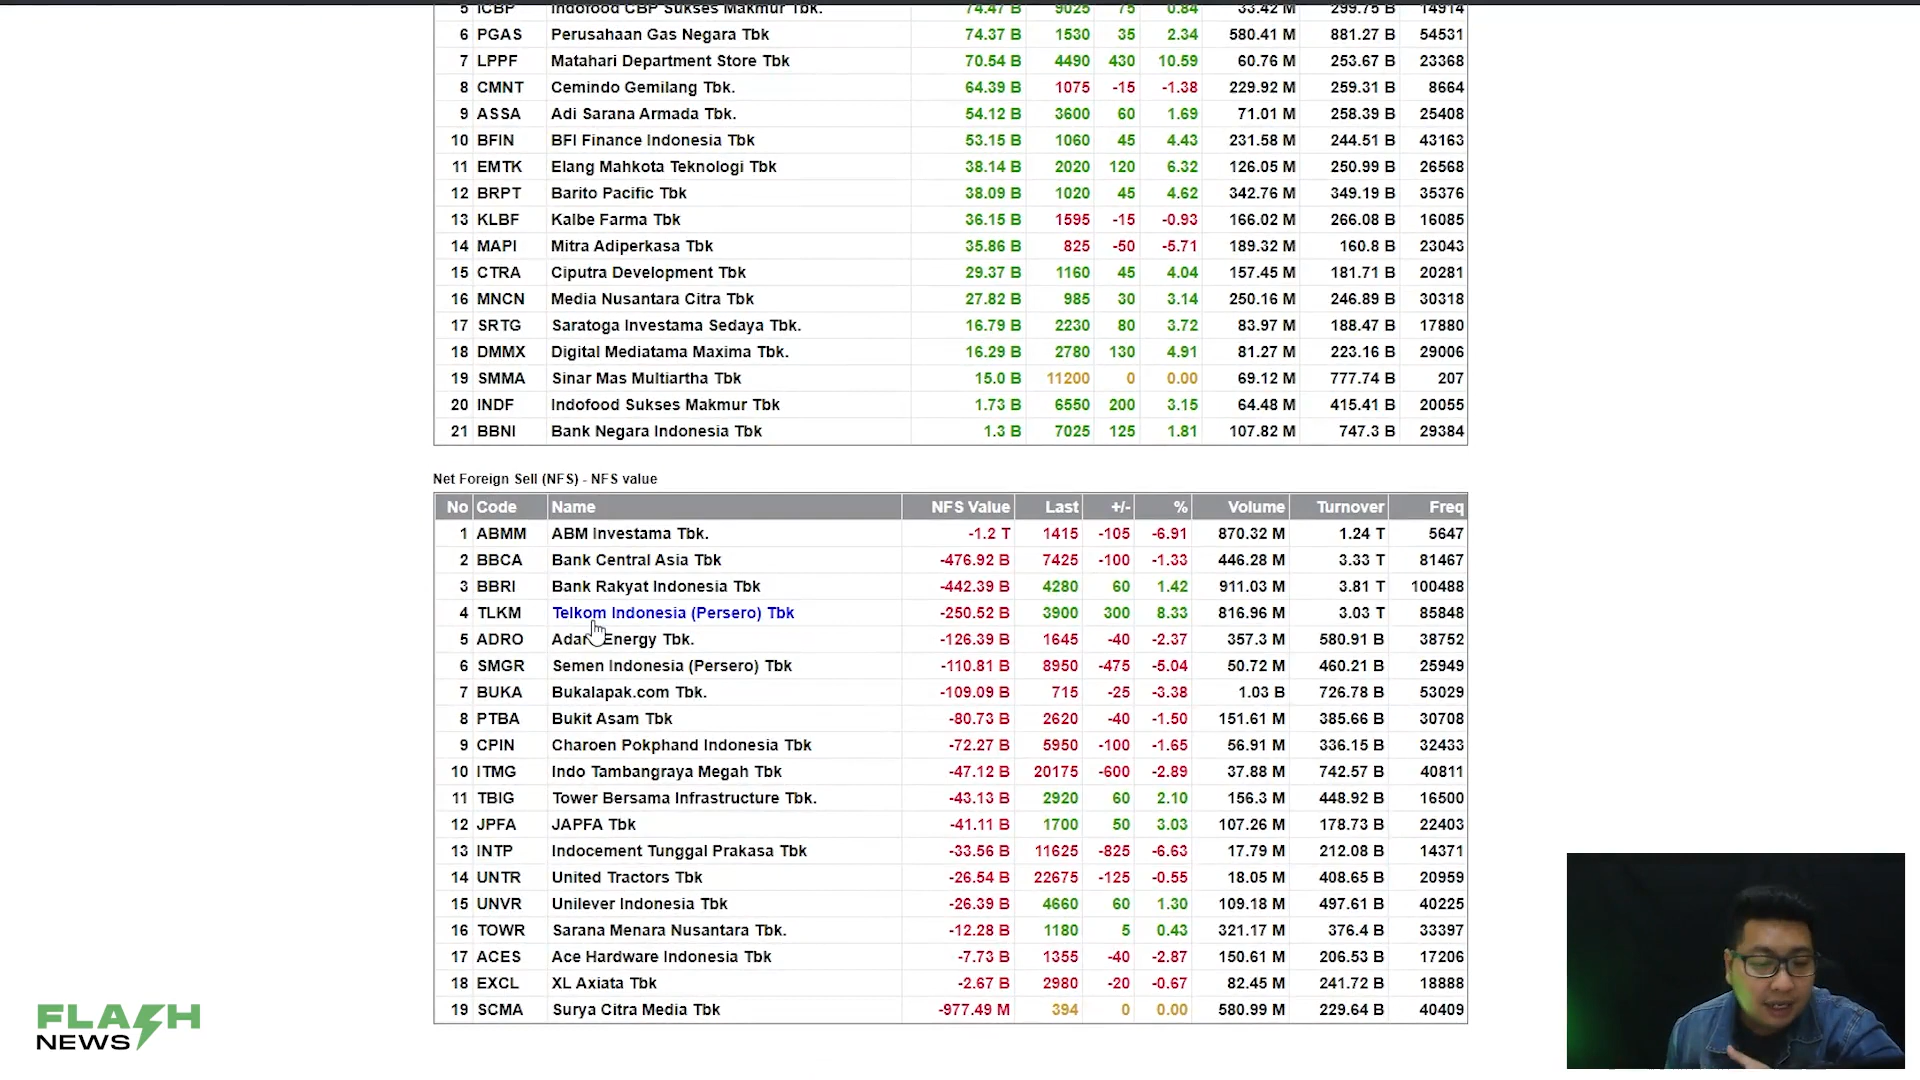 5 ICBP Indofood CBP Sukses Makmur Tbk. 74.47 B 9025 75 0.84 33.42 M 299.75 B 14914
6 PGAS Perusahaan Gas Negara Tbk 74.37 B 1530 35 2.34 580.41 M 881.27 B 54531
7 LPPF Matahari Department Store Tbk 70.54 B 4490 430 10.59 60.76 M 253.67 B 23368
8 CMNT Cemindo Gemilang Tbk. 64.39 B 1075 -15 -1.38 229.92 M 259.31 B 8664
9 ASSA Adi Sarana Armada Tbk. 54.12 B 3600 60 1.69 71.01 M 258.39 B 25408
10 BFIN BFI Finance Indonesia Tbk 53.15 B 1060 45 4.43 231.58 M 244.51 B 43163
11 EMTK Elang Mahkota Teknologi Tbk 38.14 B 2020 120 6.32 126.05 M 250.99 B 26568
12 BRPT Barito Pacific Tbk 38.09 B 1020 45 4.62 342.76 M 349.19 B 35376
13 KLBF Kalbe Farma Tbk 36.15 B 1595 -15 -0.93 166.02 M 266.08 B 16085
14 MAPI Mitra Adiperkasa Tbk 35.86 B 825 -50 -5.71 189.32 M 160.8 B 23043
15 CTRA Ciputra Development Tbk 29.37 B 1160 45 4.04 157.45 M 181.71 B 20281
16 MNCN Media Nusantara Citra Tbk 27.82 B 985 30 3.14 250.16 M 246.89 B 30318
17 SRTG Saratoga Investama Sedaya Tbk. 16.79 B 2230 80 3.72 83.97 M 188.47 B 17880
18 DMMX Digital Mediatama Maxima Tbk. 16.29 B 2780 130 4.91 81.27 M 223.16 B 29006
19 SMMA Sinar Mas Multiartha Tbk 15.0 B 11200 0 0.00 69.12 M 777.74 B 207
20 INDF Indofood Sukses Makmur Tbk 1.73 B 6550 200 3.15 64.48 M 415.41 B 20055
21 BBNI Bank Negara Indonesia Tbk 1.3 B 7025 125 1.81 107.82 M 747.3 B 29384
Net Foreign Sell (NFS) - NFS value
No Code Name NFS Value Last +/- % Volume Turnover Freq
1 ABMM ABM Investama Tbk. -1.2 T 1415 -105 -6.91 870.32 M 1.24 T 5647
2 BBCA Bank Central Asia Tbk -476.92 B 7425 -100 -1.33 446.28 M 3.33 T 81467
3 BBRI Bank Rakyat Indonesia Tbk -442.39 B 4280 60 1.42 911.03 M 3.81 T 100488
4 TLKM Telkom Indonesia (Persero) Tbk -250.52 B 3900 300 8.33 816.96 M 3.03 T 85848
5 ADRO Energy Tbk. -126.39 B 1645 -40 -2.37 357.3 M 580.91 B 38752
6 SMGR Semen Indonesia (Persero) Tbk -110.81 B 8950 -475 -5.04 50.72 M 460.21 B 25949
7 BUKA Bukalapak.com Tbk. -109.09 B 715 -25 -3.38 1.03 B 726.78 B 53029
8 PTBA Bukit Asam Tbk -80.73 B 2620 -40 -1.50 151.61 M 385.66 B 30708
9 CPIN Charoen Pokphand Indonesia Tbk -72.27 B 5950 -100 -1.65 56.91 M 336.15 B 32433
10 ITMG Indo Tambangraya Megah Tbk -47.12 B 20175 -600 -2.89 37.88 M 742.57 B 40811
11 TBIG Tower Bersama Infrastructure Tbk. -43.13 B 2920 60 2.10 156.3 M 448.92 B 16500
12 JPFA JAPFA Tbk -41.11 B 1700 50 3.03 107.26 M 178.73 B 22403
13 INTP Indocement Tunggal Prakasa Tbk -33.56 B 11625 -825 -6.63 17.79 M 212.08 B 14371
14 UNTR United Tractors Tbk -26.54 B 22675 -125 -0.55 18.05 M 408.65 B 20959
15 UNVR Unilever Indonesia Tbk -26.39 B 4660 60 1.30 109.18 M 497.61 B 40225
16 TOWR Sarana Menara Nusantara Tbk. -12.28 B 1180 5 0.43 321.17 M 376.4 B 33397
17 ACES Ace Hardware Indonesia Tbk -7.73 B 1355 -40 -2.87 150.61 M 206.53 B 17206
18 EXCL XL Axiata Tbk -2.67 B 2980 -20 -0.67 82.45 M 241.72 B 18888
19 SCMA Surya Citra Media Tbk -977.49 M 394 0 0.00 580.99 M 229.64 B 40409
FLASH
NEWS